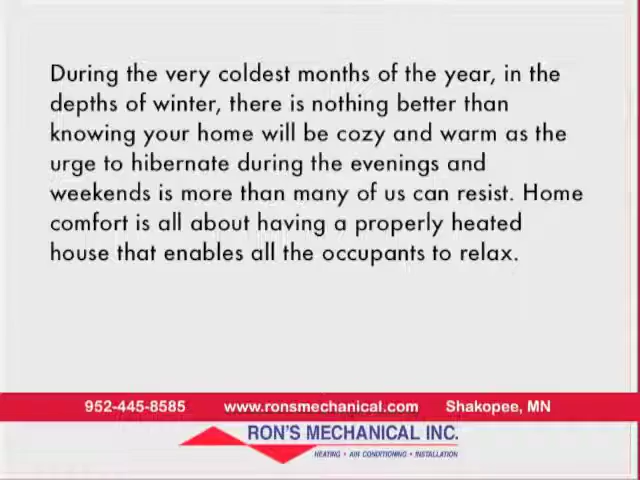 During the very coldest months of the year, in the
depths of winter, there is nothing better than
knowing your home will be cozy and warm as the
urge to hibernate during the evenings and
weekends is more than many of us can resist. Home
comfort is all about having a properly heated
house that enables all the occupants to relax.
952-445-8585 www.ronsmechanical.com Shakopee, MN
RON'S MECHANICAL INC.
HEATING • AIR CONDITIONING • INSTALLATION